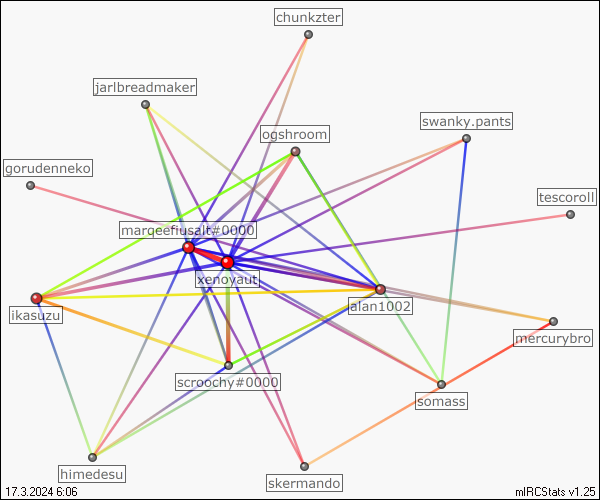 chunkzter
jarlbreadmaker
swanky.pants
ogshroom
gorudenneko
tescoroll
marqeefiusalt#0000
xenoyaut
ikasuzu
alan1002
mercurybro
scroochy#0000
somass
himedesu
skermando
17.3.2024 6:06
mIRCStats v1.25